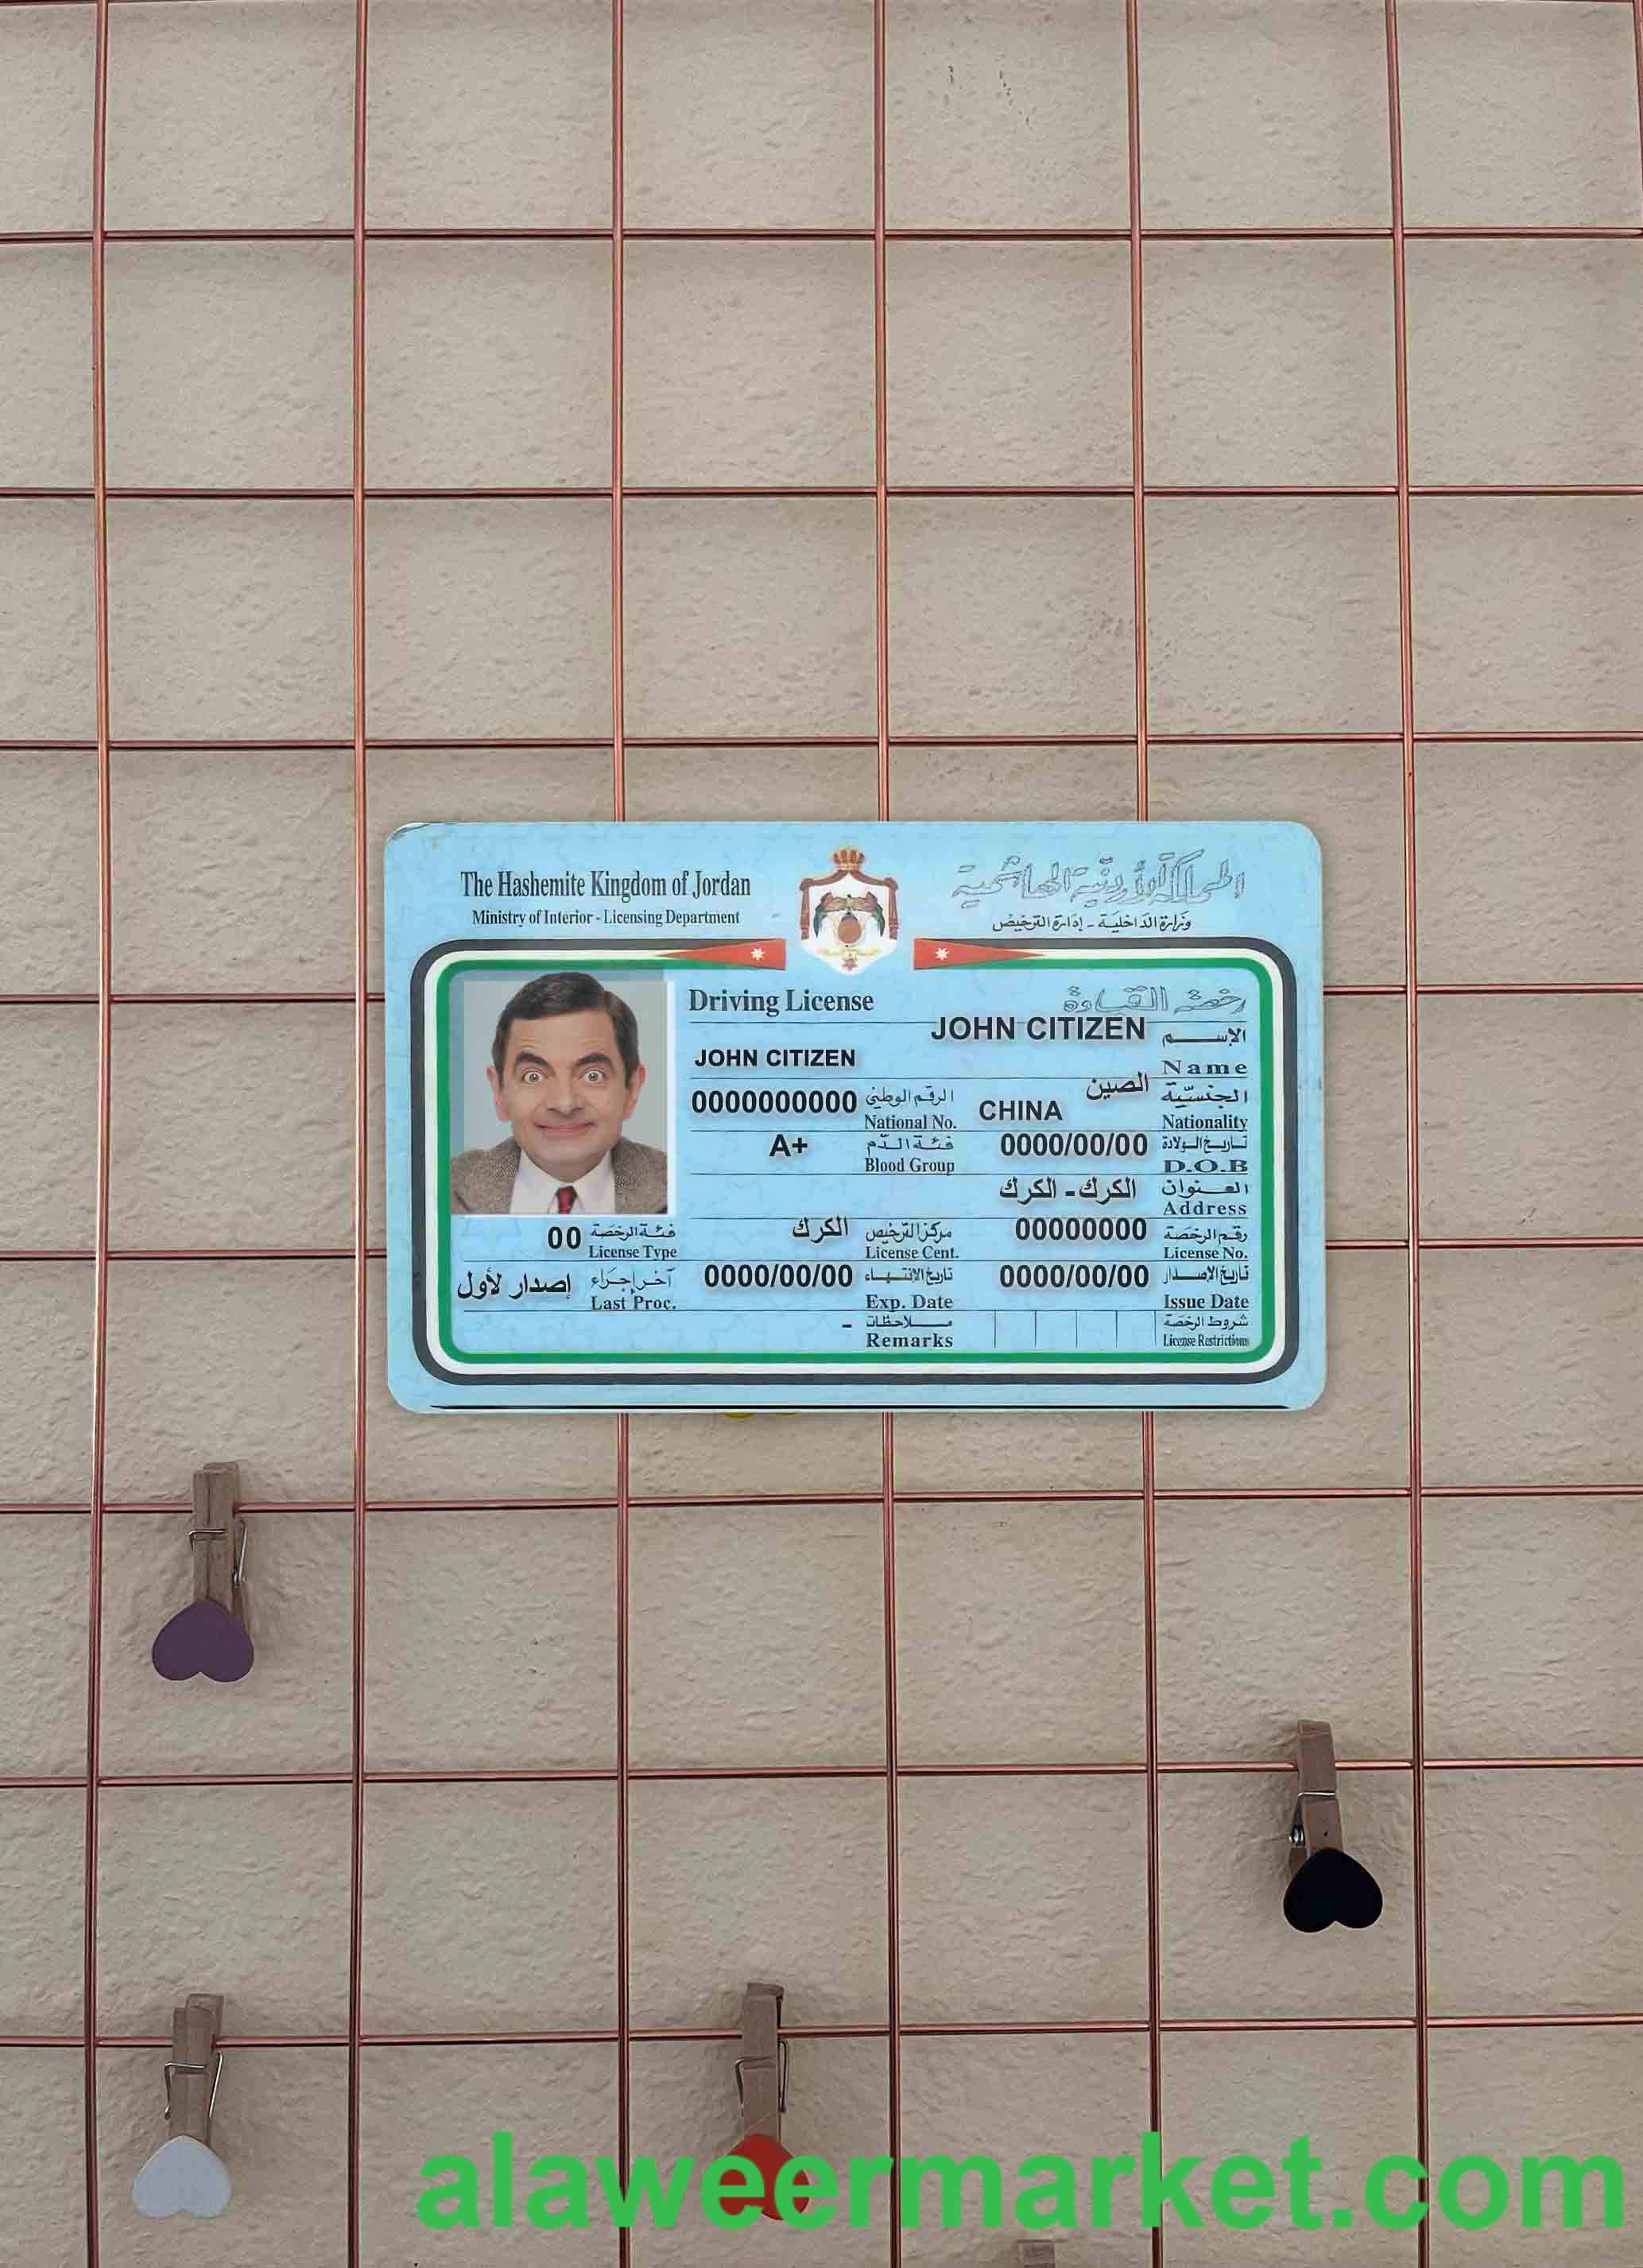 The Hashemite Kingdom of Jordan
المملكة الأردنية الهاشمية
Ministry of Interior - Licensing Department
وزارة الداخلية - إدارة الترخيص
Driving License
رخصة القيادة
JOHN CITIZEN
الإسم
JOHN CITIZEN
Name
0000000000
الرقم الوطني
National No.
الصين
CHINA
الجنسية
Nationality
A+
فئة الدم
Blood Group
0000/00/00
تاريخ الولادة
D.O.B
الكرك - الكرك
العنوان
Address
00
فئة الرخصة
License Type
الكرك
مركز الترخيص
License Cent.
00000000
رقم الرخصة
License No.
إصدار لأول
آخر إجراء
Last Proc.
0000/00/00
تاريخ الانتهاء
Exp. Date
0000/00/00
تاريخ الإصدار
Issue Date
-
ملاحظات
Remarks
شروط الرخصة
License Restrictions
alaweermarket.com